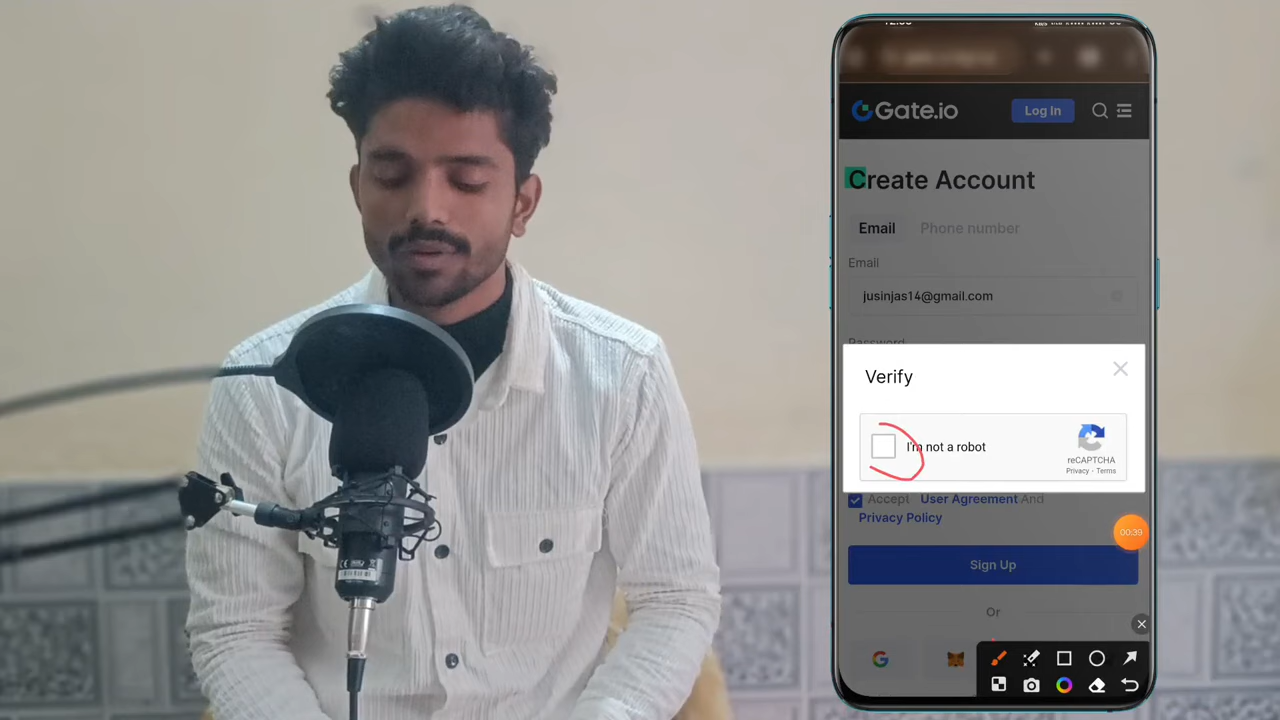 Gate.io
Log In
Create Account
Email Phone number
Email
jusinjas14@gmail.com
Verify
I'm not a robot
reCAPTCHA
Privacy - Terms
Accept User Agreement And
Privacy Policy
00:39
Sign Up
Or